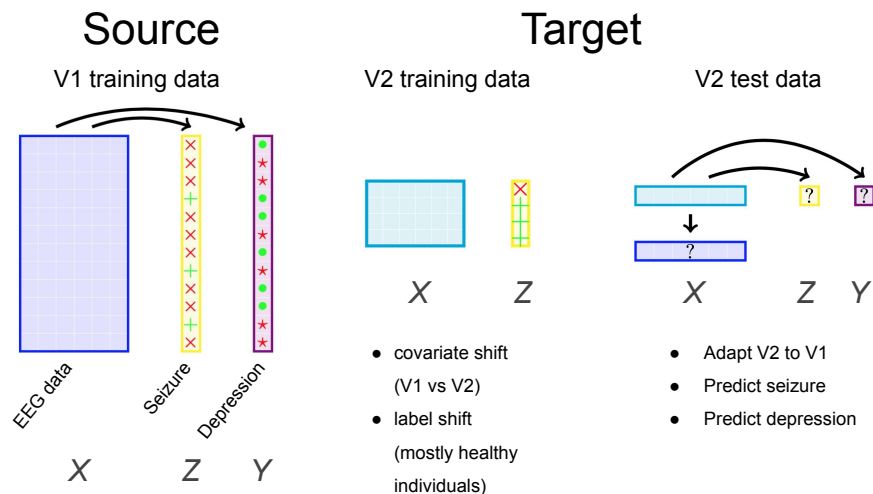 Source
Target
V1 training data
V2 training data
V2 test data
?
?
?
?
X
Z
X
Z
Y
EEG data
Seizure
Depression
X
Z
Y
● covariate shift
(V1 vs V2)
● label shift
(mostly healthy
individuals)
● Adapt V2 to V1
● Predict seizure
● Predict depression